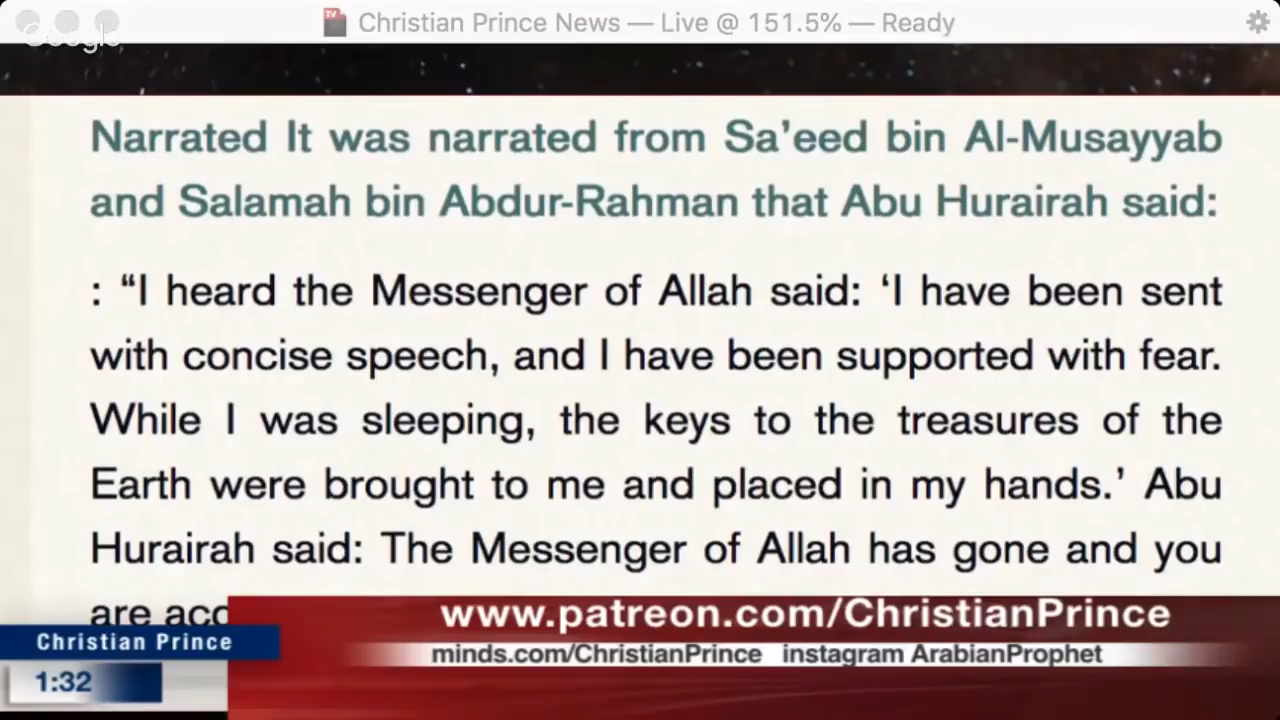 Christian Prince News — Live @ 151.5% — Ready
Google
TV
Narrated It was narrated from Sa’eed bin Al-Musayyab
and Salamah bin Abdur-Rahman that Abu Hurairah said:
: “I heard the Messenger of Allah said: ‘I have been sent
with concise speech, and I have been supported with fear.
While I was sleeping, the keys to the treasures of the
Earth were brought to me and placed in my hands.’ Abu
Hurairah said: The Messenger of Allah has gone and you
are acc
www.patreon.com/ChristianPrince
Christian Prince
minds.com/ChristianPrince instagram ArabianProphet
1:32